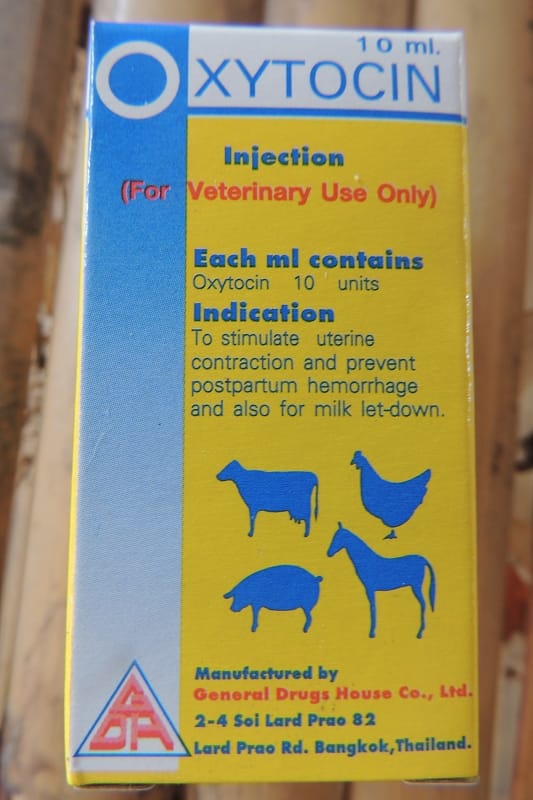 10 ml.
OXYTOCIN
Injection
(For Veterinary Use Only)
Each ml contains
Oxytocin 10 units
Indication
To stimulate uterine
contraction and prevent
postpartum hemorrhage
and also for milk let-down.
Manufactured by
General Drugs House Co., Ltd.
2-4 Soi Lard Prao 82
Lard Prao Rd. Bangkok,Thailand.